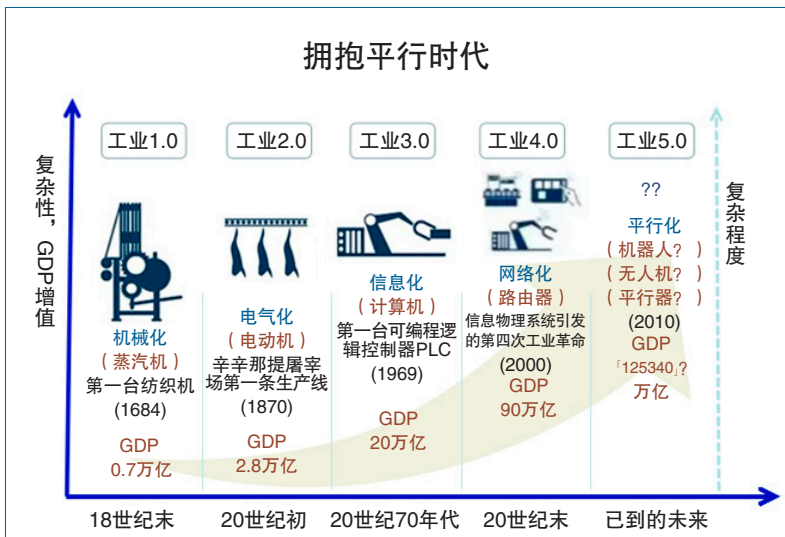 拥抱平行时代
复杂性，GDP增值
工业1.0
工业2.0
工业3.0
工业4.0
工业5.0
复杂程度
机械化
（蒸汽机）
第一台纺织机
(1684)
GDP
0.7万亿
电气化
（电动机）
辛辛那提屠宰
场第一条生产线
(1870)
GDP
2.8万亿
信息化
（计算机）
第一台可编程逻
辑控制器PLC
(1969)
GDP
20万亿
网络化
（路由器）
信息物理系统引发
的第四次工业革命
(2000)
GDP
90万亿
??
平行化
（机器人？）
（无人机？）
（平行器？）
(2010)
GDP
「125340」?
万亿
18世纪末
20世纪初
20世纪70年代
20世纪末
已到的未来